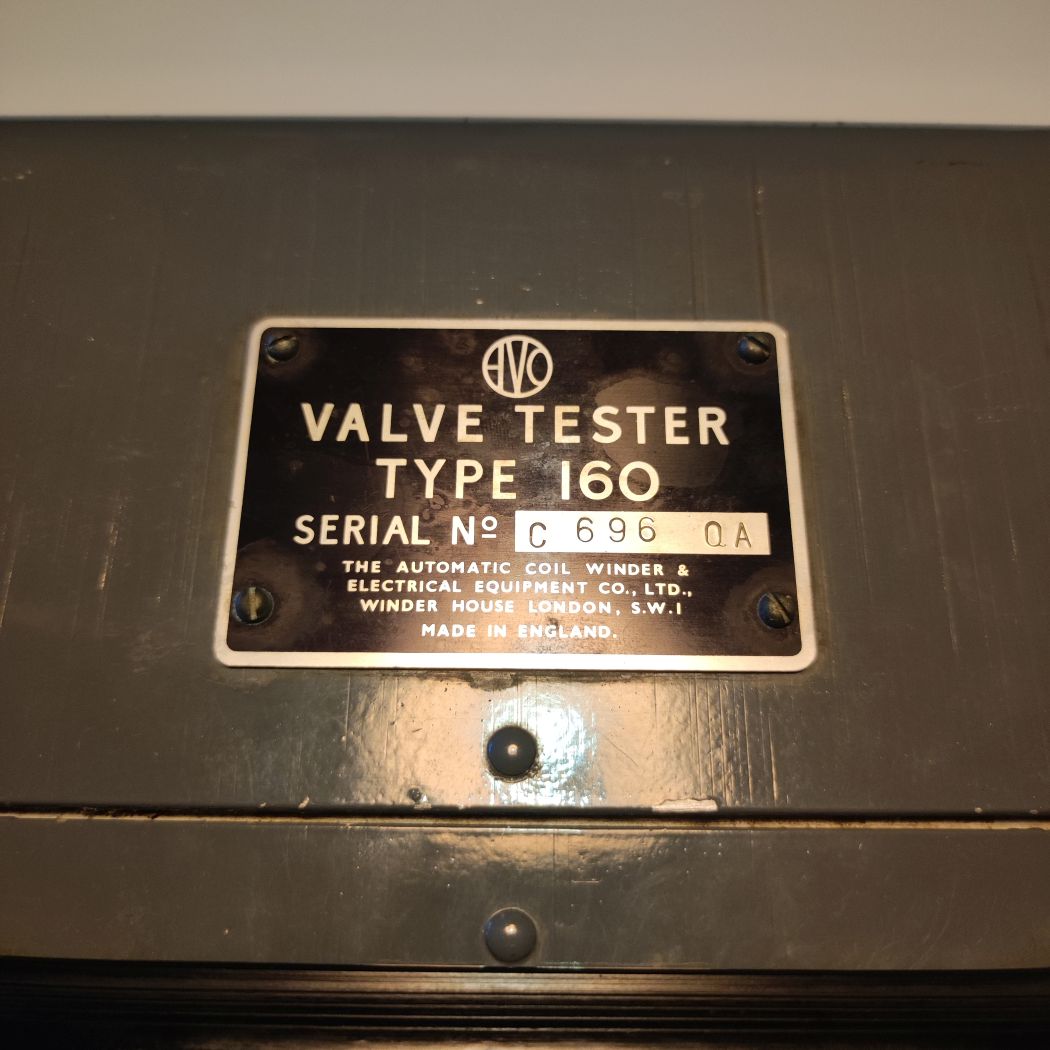 AVO
VALVE TESTER
TYPE 160
SERIAL Nº C 696 QA
THE AUTOMATIC COIL WINDER &
ELECTRICAL EQUIPMENT CO., LTD.,
WINDER HOUSE LONDON, S.W.1
MADE IN ENGLAND.